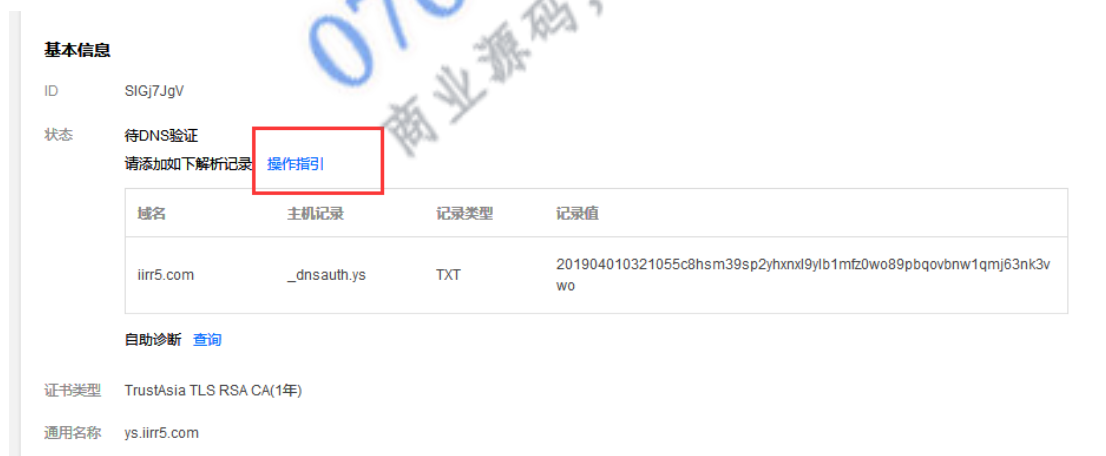 基本信息
ID SIGj7JgV
状态 待DNS验证
请添加如下解析记录 操作指引
域名 主机记录 记录类型 记录值
iirr5.com _dnsauth.ys TXT 201904010321055c8hsm39sp2yhxnxl9ylb1mfz0wo89pbqovbnw1qmj63nk3v
wo
自助诊断 查询
证书类型 TrustAsia TLS RSA CA(1年)
通用名称 ys.iirr5.com
商业源码,